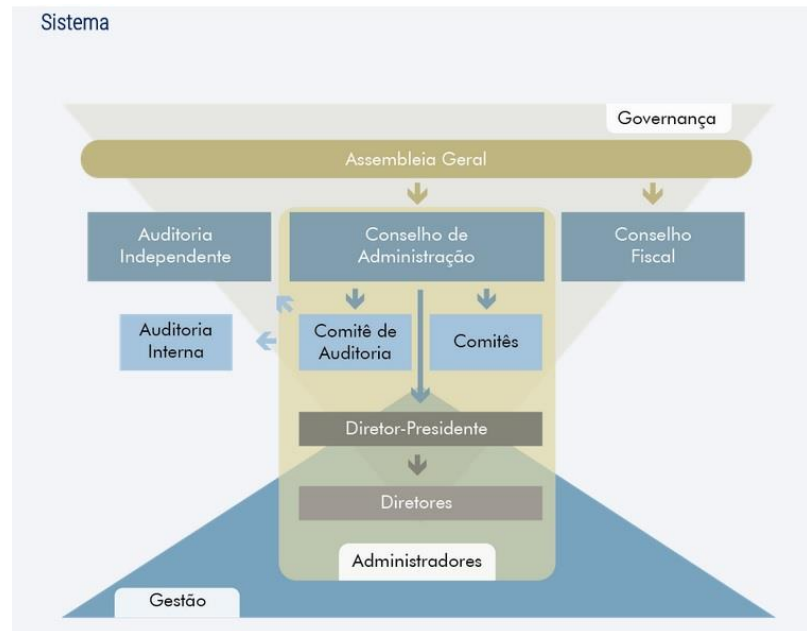 Sistema
Governança
Assembleia Geral
Auditoria
Independente
Conselho de
Administração
Conselho
Fiscal
Auditoria
Interna
Comitê de
Auditoria
Comitês
Diretor-Presidente
Diretores
Administradores
Gestão